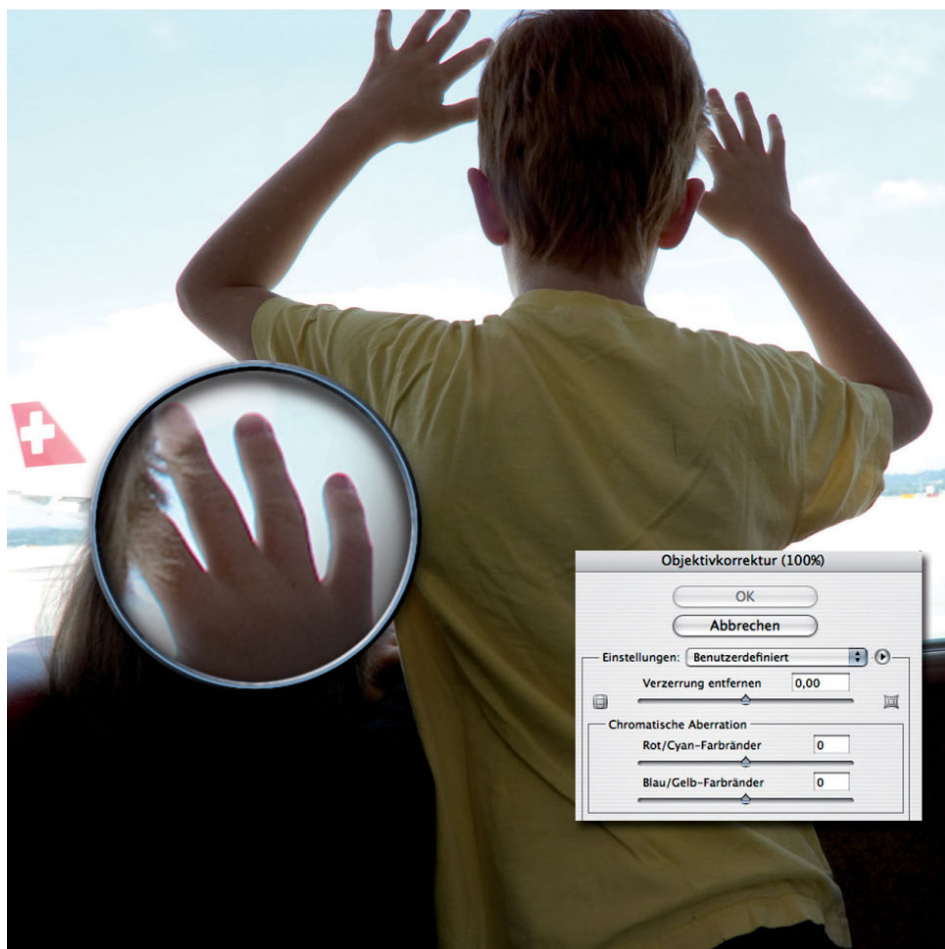 Objektivkorrektur (100%)
OK
Abbrechen
Einstellungen: Benutzerdefiniert
Verzerrung entfernen 0,00
Chromatische Aberration
Rot/Cyan-Farbränder 0
Blau/Gelb-Farbränder 0